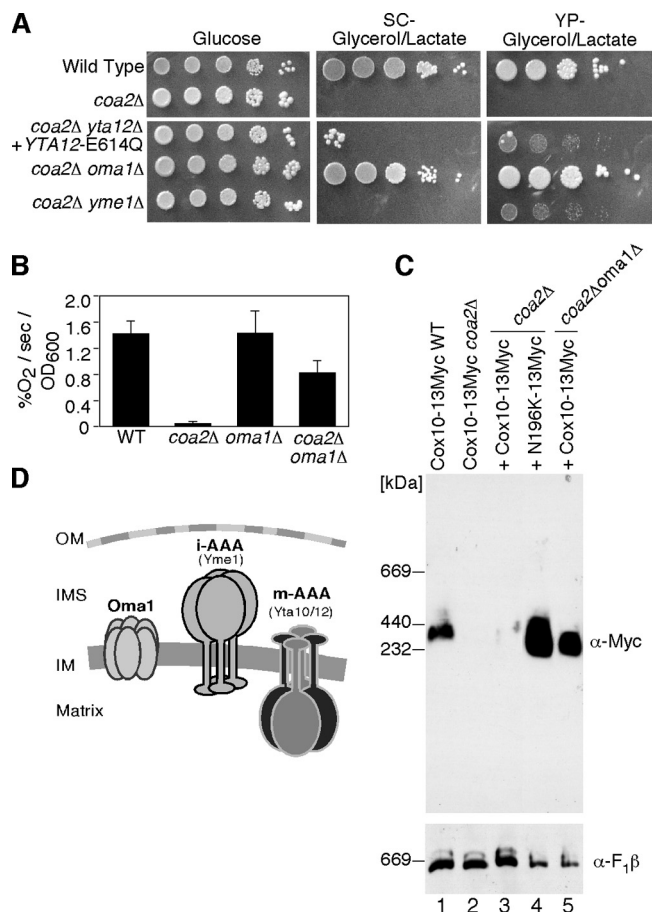 A
Glucose
SC-
Glycerol/Lactate
YP-
Glycerol/Lactate
Wild Type
coa2Δ
coa2Δ yta12Δ
+YTA12-E614Q
coa2Δ oma1Δ
coa2Δ yme1Δ
B
%O2 / sec /
OD600
2.0
1.6
1.2
0.8
0.4
0
WT
coa2Δ
oma1Δ
coa2Δ
oma1Δ
C
Cox10-13Myc WT
Cox10-13Myc coa2Δ
+ Cox10-13Myc
+ N196K-13Myc
+ Cox10-13Myc
coa2Δ
coa2Δoma1Δ
[kDa]
669
440
232
α-Myc
669
α-F1β
1 2 3 4 5
D
OM
IMS
IM
Matrix
Oma1
i-AAA
(Yme1)
m-AAA
(Yta10/12)